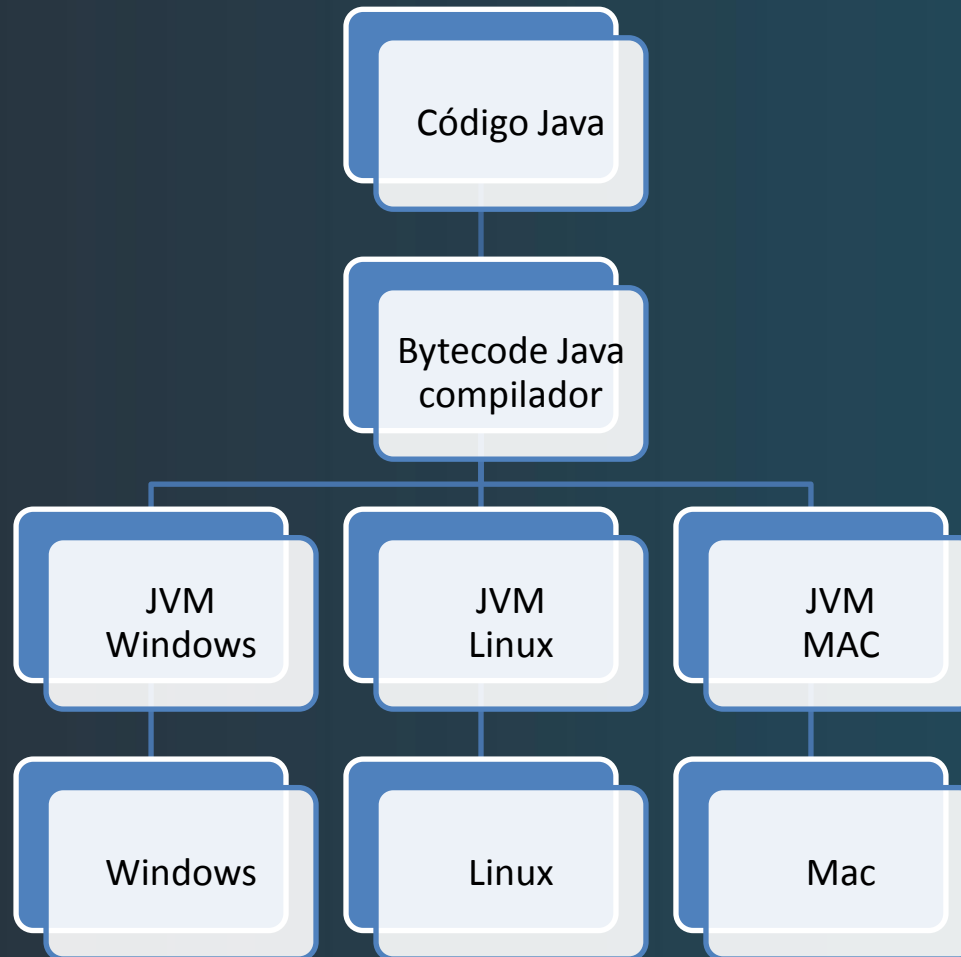 Código Java
Bytecode Java
compilador
JVM
Windows
JVM
Linux
JVM
MAC
Windows
Linux
Mac